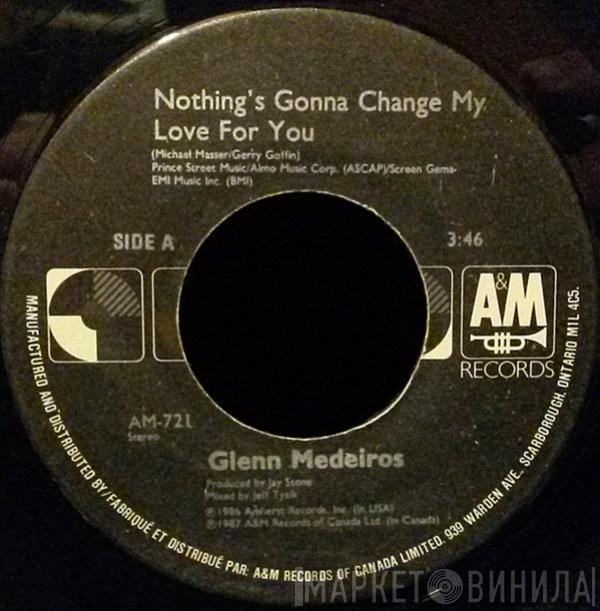 Nothing's Gonna Change My
Love For You
(Michael Masser/Gerry Goffin)
Prince Street Music/Almo Music Corp. (ASCAP)/Screen Gems-
EMI Music Inc. (BMI)
SIDE A
3:46
A&M
RECORDS
AM-721
Stereo
Glenn Medeiros
Produced by Jay Stone
Mixed by Jeff Tyzik
℗ 1986 Amherst Records, Inc. (In USA)
℗ 1987 A&M Records of Canada Ltd. (In Canada)
MANUFACTURED AND DISTRIBUTED BY/FABRIQUÉ ET DISTRIBUÉ PAR: A&M RECORDS OF CANADA LIMITED. 939 WARDEN AVE. SCARBOROUGH, ONTARIO M1L 4C5.
МАРКЕТ ВИНИЛА